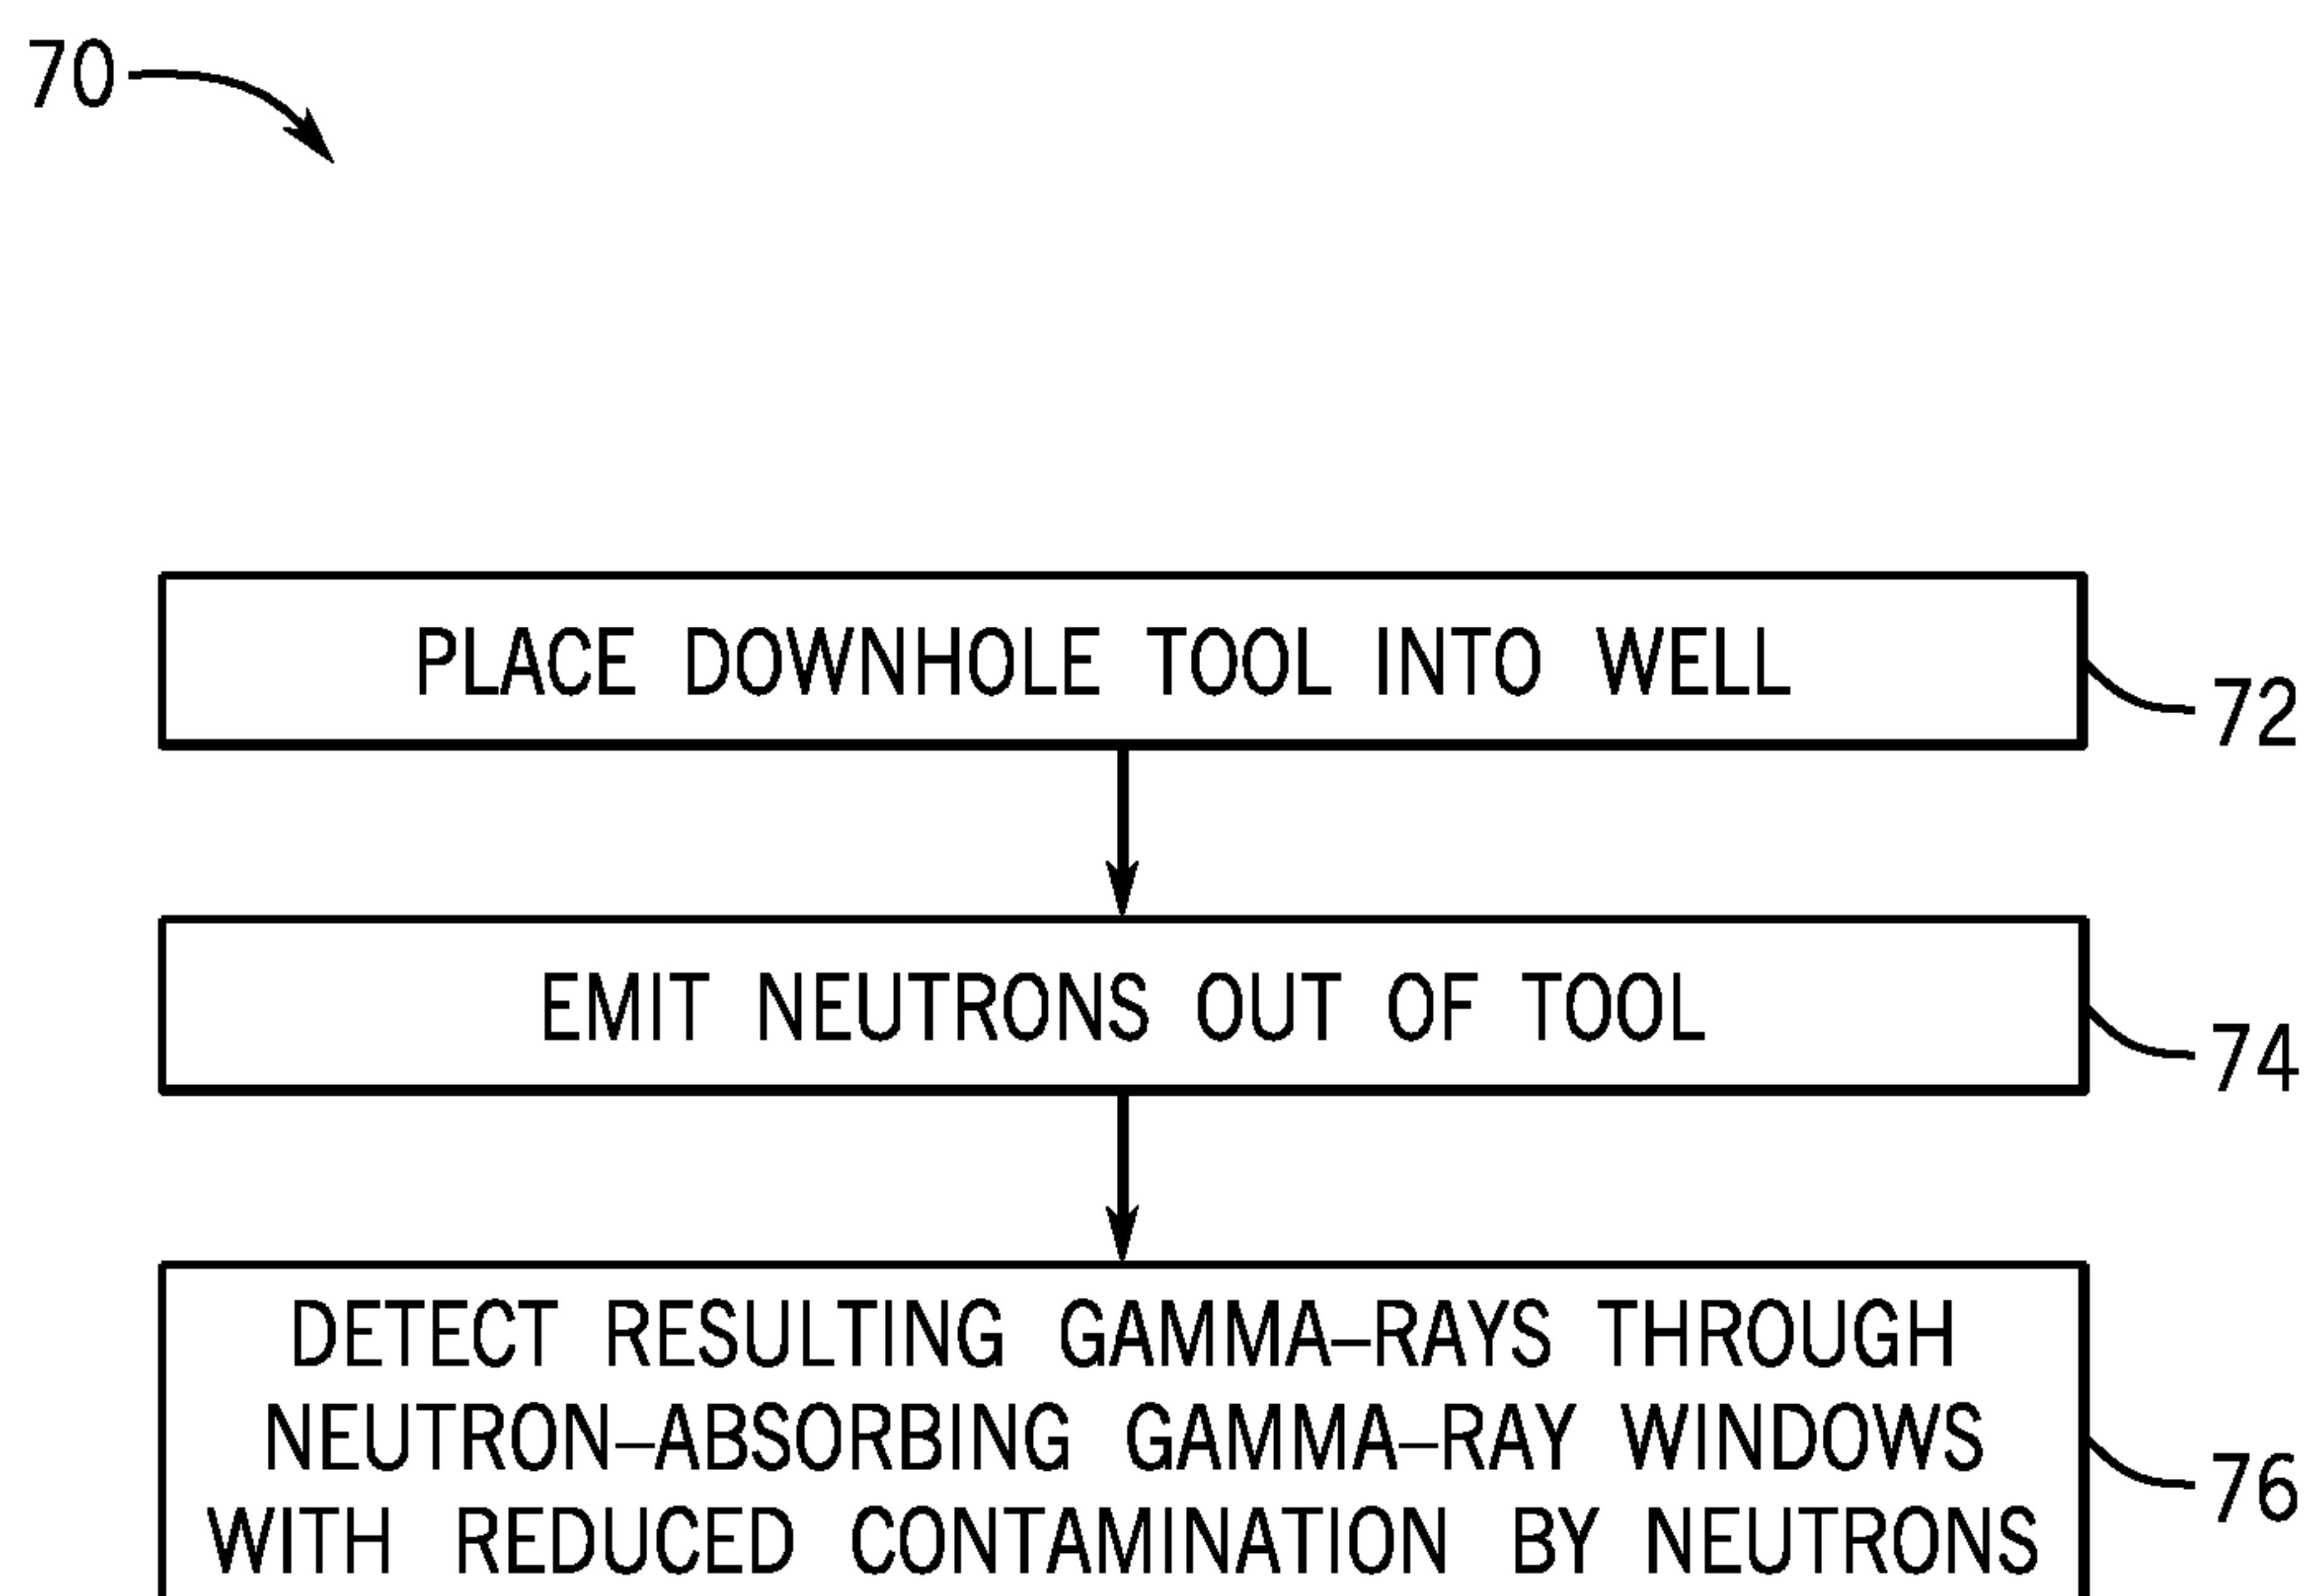 70
PLACE DOWNHOLE TOOL INTO WELL
72
EMIT NEUTRONS OUT OF TOOL
74
DETECT RESULTING GAMMA–RAYS THROUGH
NEUTRON–ABSORBING GAMMA–RAY WINDOWS
WITH REDUCED CONTAMINATION BY NEUTRONS
76